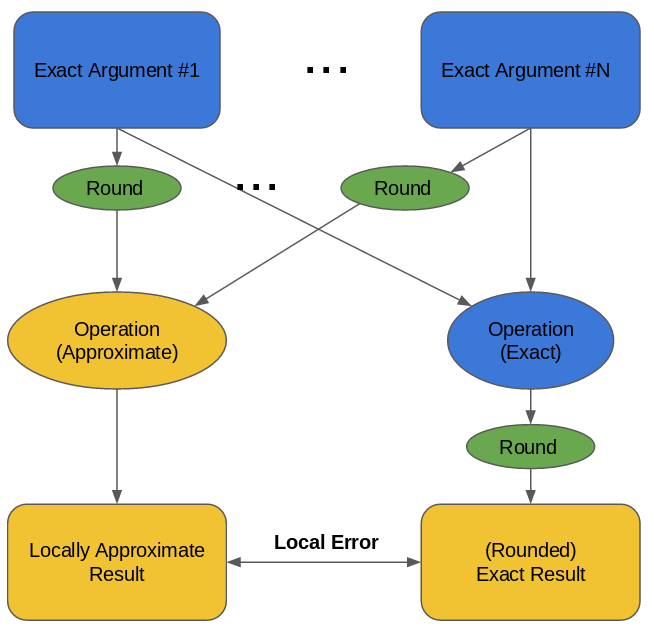 Exact Argument #1
...
Exact Argument #N
Round
...
Round
Operation
(Approximate)
Operation
(Exact)
Round
Locally Approximate
Result
Local Error
(Rounded)
Exact Result